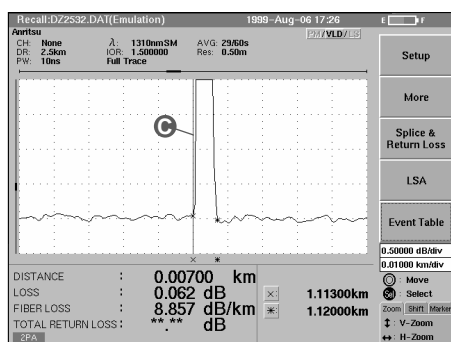 Recall:DZ2532.DAT(Emulation) 1999-Aug-06 17:26 E F
Anritsu
CH: None λ: 1310nmSM AVG: 29/60s PM/VLD/LS
DR: 2.5km IOR: 1.500000 Res: 0.50m
PW: 10ns Full Trace
Setup
More
Splice &
Return Loss
LSA
Event Table
C
× *
0.50000 dB/div
0.01000 km/div
: Move
: Select
Zoom Shift Marker
↕ : V-Zoom
↔ : H-Zoom
DISTANCE : 0.00700 km
LOSS : 0.062 dB ×: 1.11300km
FIBER LOSS : 8.857 dB/km *: 1.12000km
TOTAL RETURN LOSS : **.** dB
2PA